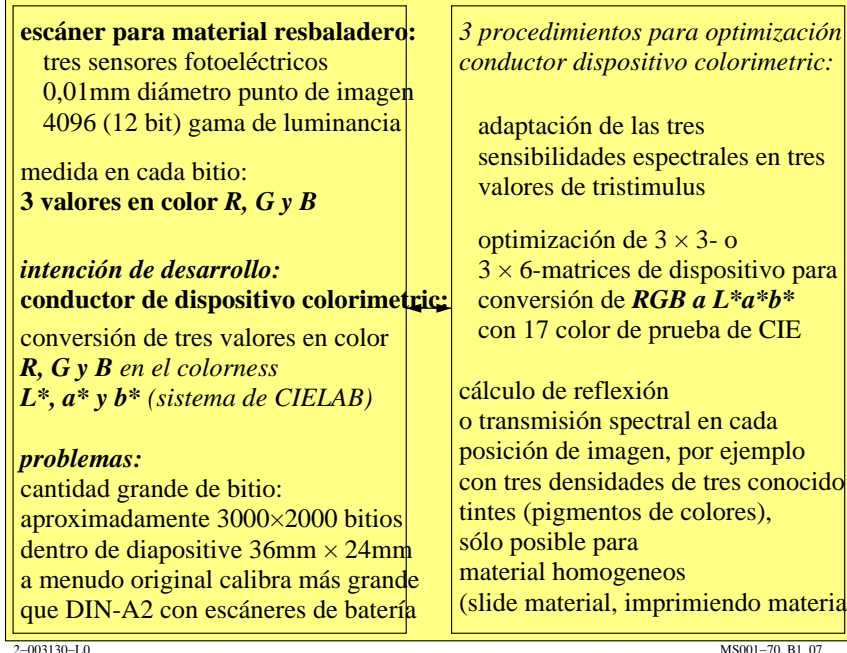 escáner para material resbaladero:
tres sensores fotoeléctricos
0,01mm diámetro punto de imagen
4096 (12 bit) gama de luminancia
medida en cada bitio:
3 valores en color R, G y B
intención de desarrollo:
conductor de dispositivo colorimetric:
conversión de tres valores en color
R, G y B en el colorness
L*, a* y b* (sistema de CIELAB)
problemas:
cantidad grande de bitio:
aproximadamente 3000×2000 bitios
dentro de diapositive 36mm × 24mm
a menudo original calibra más grande
que DIN-A2 con escáneres de batería
3 procedimientos para optimización
conductor dispositivo colorimetric:
adaptación de las tres
sensibilidades espectrales en tres
valores de tristimulus
optimización de 3 × 3- o
3 × 6-matrices de dispositivo para
conversión de RGB a L*a*b*
con 17 color de prueba de CIE
cálculo de reflexión
o transmisión spectral en cada
posición de imagen, por ejemplo
con tres densidades de tres conocido
tintes (pigmentos de colores),
sólo posible para
material homogeneos
(slide material, imprimiendo materia
2-003130-L0
MS001-70, B1_07